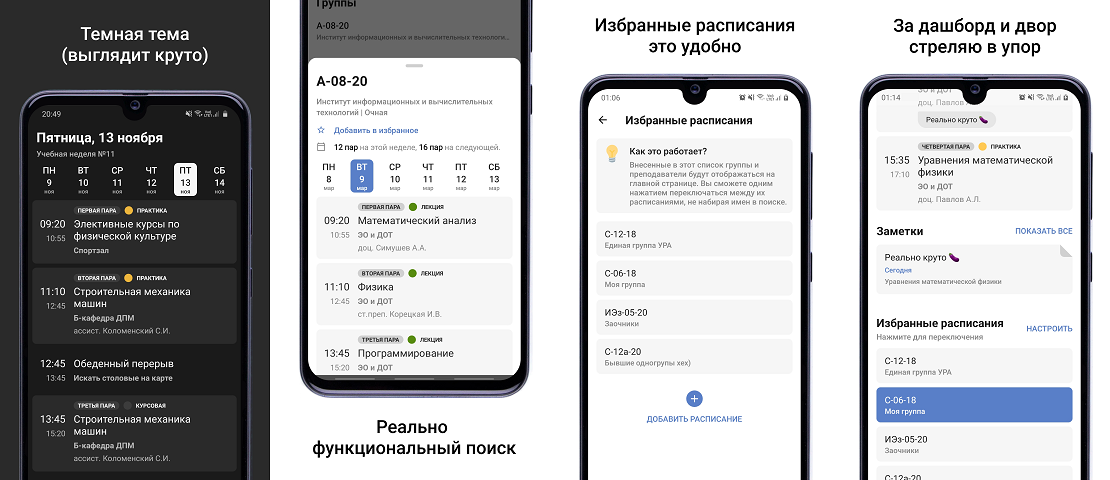 Темная тема
(выглядит круто)
20:49
Пятница, 13 ноября
Учебная неделя №11
ПН ВТ СР ЧТ ПТ СБ
9 10 11 12 13 14
ноя ноя ноя ноя ноя ноя
ПЕРВАЯ ПАРА ПРАКТИКА
09:20 Элективные курсы по
10:55 физической культуре
Спортзал
ВТОРАЯ ПАРА ПРАКТИКА
11:10 Строительная механика
12:45 машин
Б-кафедра ДПМ
ассист. Коломенский С.И.
12:45 Обеденный перерыв
13:45 Искать столовые на карте
ТРЕТЬЯ ПАРА КУРСОВАЯ
13:45 Строительная механика
15:20 машин
Б-кафедра ДПМ
ассист. Коломенский С.И.
Группы
А-08-20
Институт информационных и вычислительных технологи...
А-08-20
Институт информационных и вычислительных
технологий | Очная
Добавить в избранное
12 пар на этой неделе, 16 пар на следующей.
ПН ВТ СР ЧТ ПТ СБ
8 9 10 11 12 13
мар мар мар мар мар мар
ПЕРВАЯ ПАРА ЛЕКЦИЯ
09:20 Математический анализ
10:55 ЭО и ДОТ
доц. Симушев А.А.
ВТОРАЯ ПАРА ЛЕКЦИЯ
11:10 Физика
12:45 ЭО и ДОТ
ст.преп. Корецкая И.В.
ТРЕТЬЯ ПАРА ЛЕКЦИЯ
13:45 Программирование
15:20 ЭО и ДОТ
Реально
функциональный поиск
Избранные расписания
это удобно
01:06
Избранные расписания
Как это работает?
Внесенные в этот список группы и
преподаватели будут отображаться на
главной странице. Вы сможете одним
нажатием переключаться между их
расписаниями, не набирая имен в поиске.
С-12-18
Единая группа УРА
С-06-18
Моя группа
ИЭз-05-20
Заочники
С-12а-20
Бывшие одногрупы хех)
ДОБАВИТЬ РАСПИСАНИЕ
За дашборд и двор
стреляю в упор
01:14
ЭО и ДОТ
доц. Павлов А.Л.
Реально круто 🍆
ЧЕТВЕРТАЯ ПАРА ПРАКТИКА
15:35 Уравнения математической
17:10 физики
ЭО и ДОТ
доц. Павлов А.Л.
Заметки ПОКАЗАТЬ ВСЕ
Реально круто 🍆
Сегодня
Уравнения математической физики
Избранные расписания НАСТРОИТЬ
Нажмите для переключения
С-12-18
Единая группа УРА
С-06-18
Моя группа
ИЭз-05-20
Заочники
С-12а-20